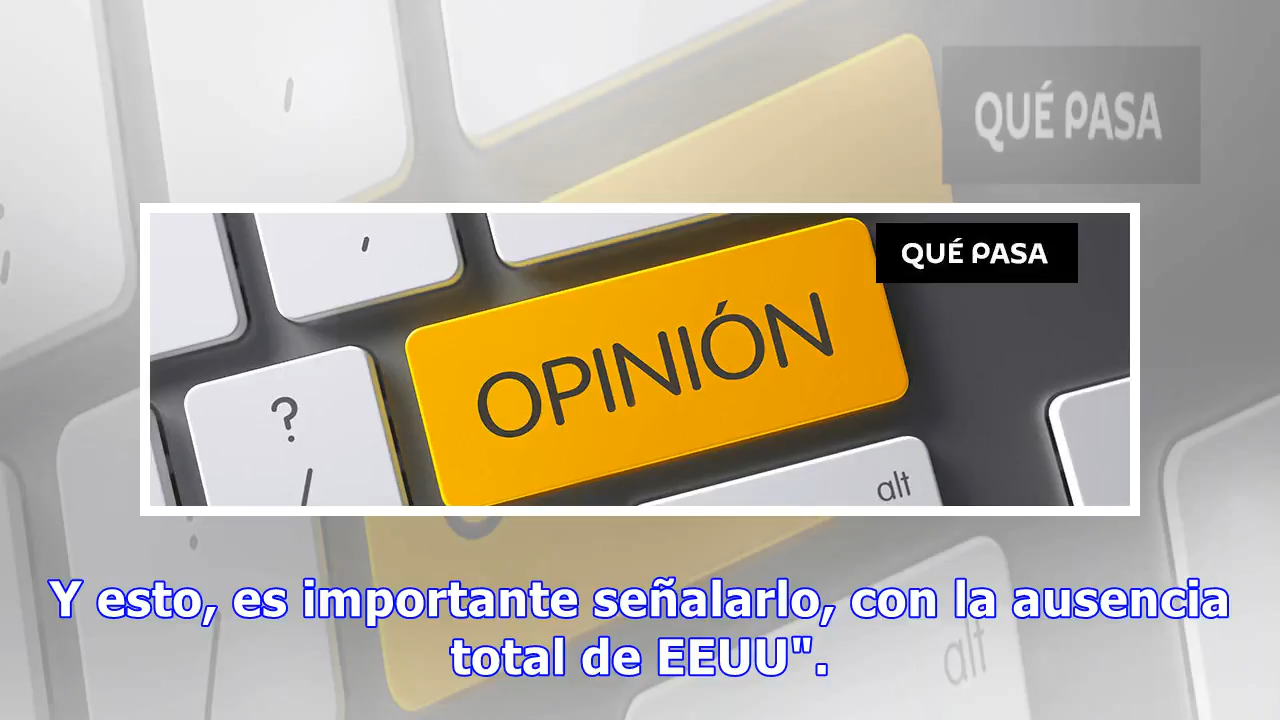 QUÉ PASA
QUÉ PASA
OPINIÓN
?
/
alt
alt
Y esto, es importante señalarlo, con la ausencia
total de EEUU".